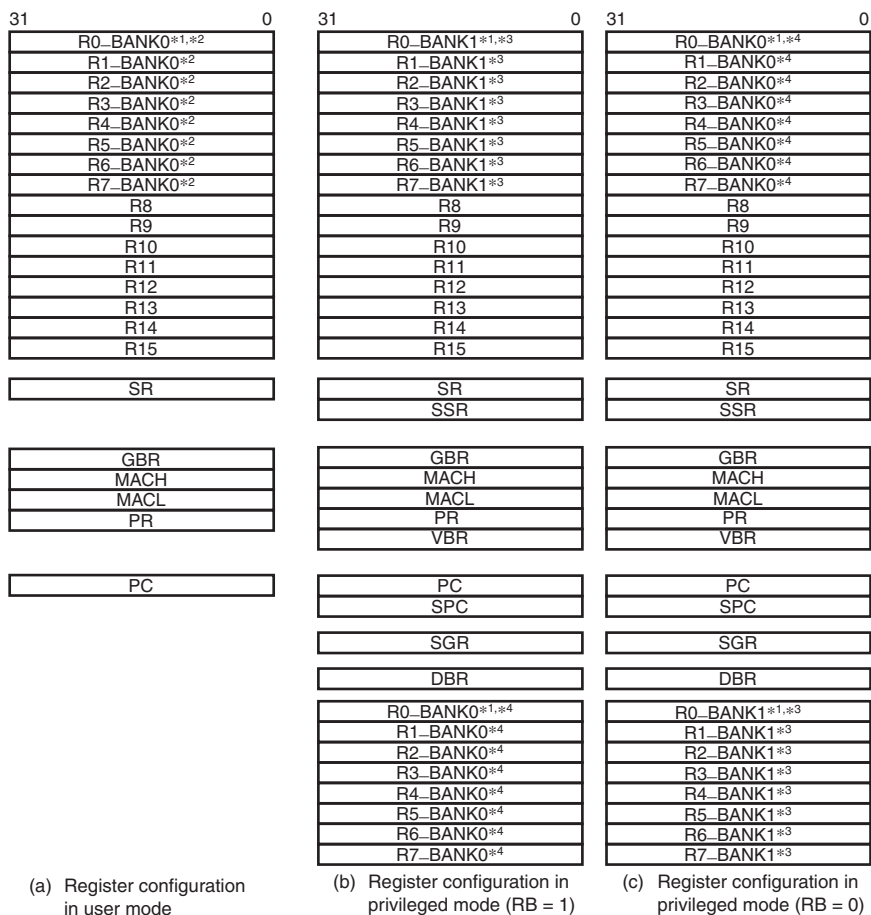 31 0
R0_BANK0*1,*2
R1_BANK0*2
R2_BANK0*2
R3_BANK0*2
R4_BANK0*2
R5_BANK0*2
R6_BANK0*2
R7_BANK0*2
R8
R9
R10
R11
R12
R13
R14
R15
SR
GBR
MACH
MACL
PR
PC
(a) Register configuration
in user mode
31 0
R0_BANK1*1,*3
R1_BANK1*3
R2_BANK1*3
R3_BANK1*3
R4_BANK1*3
R5_BANK1*3
R6_BANK1*3
R7_BANK1*3
R8
R9
R10
R11
R12
R13
R14
R15
SR
SSR
GBR
MACH
MACL
PR
VBR
PC
SPC
SGR
DBR
R0_BANK0*1,*4
R1_BANK0*4
R2_BANK0*4
R3_BANK0*4
R4_BANK0*4
R5_BANK0*4
R6_BANK0*4
R7_BANK0*4
(b) Register configuration in
privileged mode (RB = 1)
31 0
R0_BANK0*1,*4
R1_BANK0*4
R2_BANK0*4
R3_BANK0*4
R4_BANK0*4
R5_BANK0*4
R6_BANK0*4
R7_BANK0*4
R8
R9
R10
R11
R12
R13
R14
R15
SR
SSR
GBR
MACH
MACL
PR
VBR
PC
SPC
SGR
DBR
R0_BANK1*1,*3
R1_BANK1*3
R2_BANK1*3
R3_BANK1*3
R4_BANK1*3
R5_BANK1*3
R6_BANK1*3
R7_BANK1*3
(c) Register configuration in
privileged mode (RB = 0)